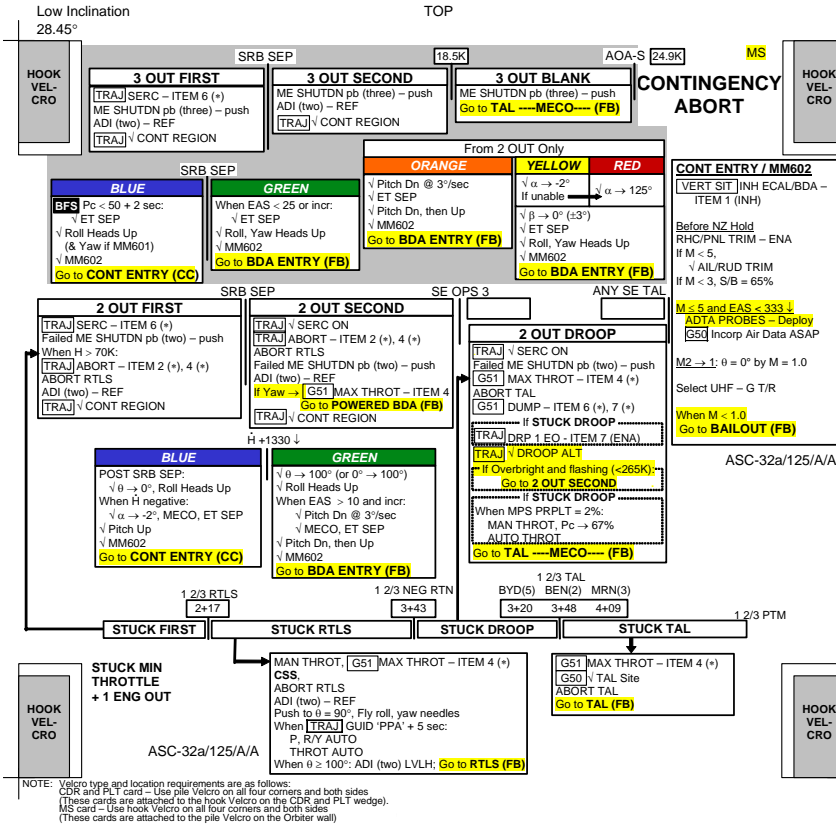 Low Inclination
28.45°
TOP
HOOK
VEL-
CRO
SRB SEP
18.5K
AOA-S
24.9K
MS
HOOK
VEL-
CRO
3 OUT FIRST
TRAJ SERC – ITEM 6 (*)
ME SHUTDN pb (three) – push
ADI (two) – REF
TRAJ √ CONT REGION
3 OUT SECOND
ME SHUTDN pb (three) – push
ADI (two) – REF
TRAJ √ CONT REGION
3 OUT BLANK
ME SHUTDN pb (three) – push
Go to TAL ----MECO---- (FB)
CONTINGENCY
ABORT
SRB SEP
BLUE
BFS Pc < 50 + 2 sec:
√ ET SEP
√ Roll Heads Up
(& Yaw if MM601)
√ MM602
Go to CONT ENTRY (CC)
GREEN
When EAS < 25 or incr:
√ ET SEP
√ Roll, Yaw Heads Up
√ MM602
Go to BDA ENTRY (FB)
From 2 OUT Only
ORANGE
√ Pitch Dn @ 3°/sec
√ ET SEP
√ Pitch Dn, then Up
√ MM602
Go to BDA ENTRY (FB)
YELLOW
RED
√ α → -2°
If unable
√ α → 125°
√ β → 0° (±3°)
√ ET SEP
√ Roll, Yaw Heads Up
√ MM602
Go to BDA ENTRY (FB)
CONT ENTRY / MM602
VERT SIT INH ECAL/BDA –
ITEM 1 (INH)
Before NZ Hold
RHC/PNL TRIM – ENA
If M < 5,
√ AIL/RUD TRIM
If M < 3, S/B = 65%
M ≤ 5 and EAS < 333 ↓
ADTA PROBES – Deploy
G50 Incorp Air Data ASAP
M2 → 1: θ = 0° by M = 1.0
Select UHF – G T/R
When M < 1.0
Go to BAILOUT (FB)
ASC-32a/125/A/A
SRB SEP
SE OPS 3
ANY SE TAL
2 OUT FIRST
TRAJ SERC – ITEM 6 (*)
Failed ME SHUTDN pb (two) – push
When H > 70K:
TRAJ ABORT – ITEM 2 (*), 4 (*)
ABORT RTLS
ADI (two) – REF
TRAJ √ CONT REGION
2 OUT SECOND
TRAJ √ SERC ON
TRAJ ABORT – ITEM 2 (*), 4 (*)
ABORT RTLS
Failed ME SHUTDN pb (two) – push
ADI (two) – REF
If Yaw → G51 MAX THROT – ITEM 4
Go to POWERED BDA (FB)
TRAJ √ CONT REGION
2 OUT DROOP
TRAJ √ SERC ON
Failed ME SHUTDN pb (two) – push
G51 MAX THROT – ITEM 4 (*)
ABORT TAL
G51 DUMP – ITEM 6 (*), 7 (*)
If STUCK DROOP
TRAJ DRP 1 EO - ITEM 7 (ENA)
TRAJ √ DROOP ALT
If Overbright and flashing (<265K):
Go to 2 OUT SECOND
If STUCK DROOP
When MPS PRPLT = 2%:
MAN THROT, Pc → 67%
AUTO THROT
Go to TAL ----MECO---- (FB)
Ḣ +1330 ↓
BLUE
POST SRB SEP:
√ θ → 0°, Roll Heads Up
When Ḣ negative:
√ α → -2°, MECO, ET SEP
√ Pitch Up
√ MM602
Go to CONT ENTRY (CC)
GREEN
√ θ → 100° (or 0° → 100°)
√ Roll Heads Up
When EAS > 10 and incr:
√ Pitch Dn @ 3°/sec
√ MECO, ET SEP
√ Pitch Dn, then Up
√ MM602
Go to BDA ENTRY (FB)
1 2/3 RTLS
2+17
1 2/3 NEG RTN
3+43
1 2/3 TAL
BYD(5) BEN(2) MRN(3)
3+20 3+48 4+09
1 2/3 PTM
STUCK FIRST
STUCK RTLS
STUCK DROOP
STUCK TAL
HOOK
VEL-
CRO
STUCK MIN
THROTTLE
+ 1 ENG OUT
MAN THROT, G51 MAX THROT – ITEM 4 (*)
CSS,
ABORT RTLS
ADI (two) – REF
Push to θ = 90°, Fly roll, yaw needles
When TRAJ GUID 'PPA' + 5 sec:
P, R/Y AUTO
THROT AUTO
When θ ≥ 100°: ADI (two) LVLH; Go to RTLS (FB)
G51 MAX THROT – ITEM 4 (*)
G50 √ TAL Site
ABORT TAL
Go to TAL (FB)
HOOK
VEL-
CRO
ASC-32a/125/A/A
NOTE: Velcro type and location requirements are as follows:
CDR and PLT card – Use pile Velcro on all four corners and both sides
(These cards are attached to the hook Velcro on the CDR and PLT wedge).
MS card – Use hook Velcro on all four corners and both sides
(These cards are attached to the pile Velcro on the Orbiter wall)